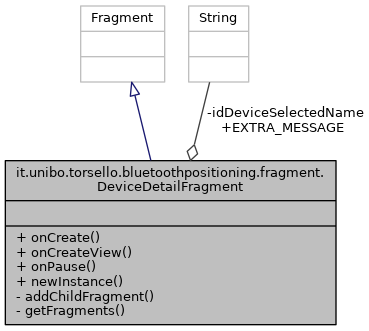 Fragment
String
-idDeviceSelectedName
+EXTRA_MESSAGE
it.unibo.torsello.bluetoothpositioning.fragment.
DeviceDetailFragment
+ onCreate()
+ onCreateView()
+ onPause()
+ newInstance()
- addChildFragment()
- getFragments()